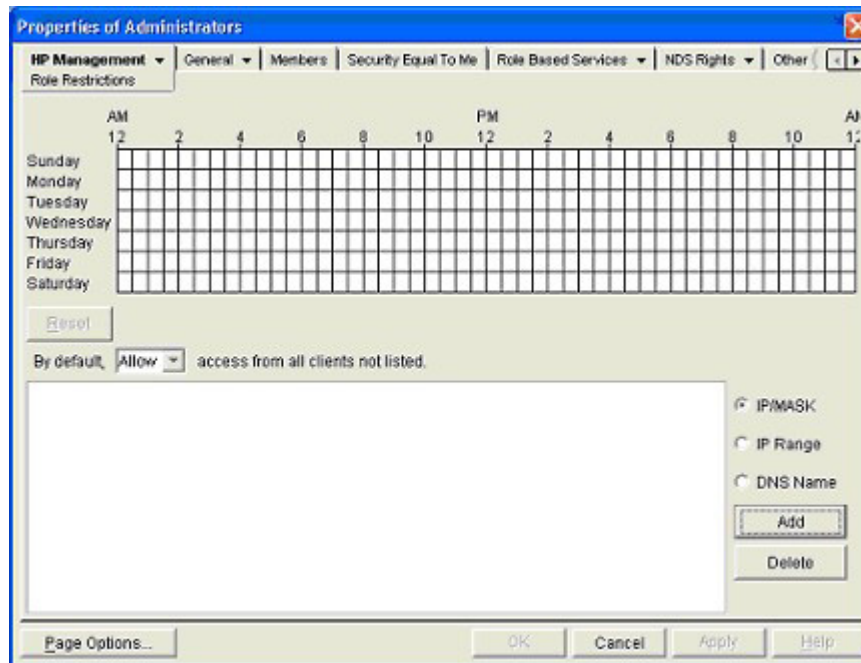 Properties of Administrators
HP Management General Members Security Equal To Me Role Based Services NDS Rights Other
Role Restrictions
AM PM AM
12 2 4 6 8 10 12 2 4 6 8 10 12
Sunday
Monday
Tuesday
Wednesday
Thursday
Friday
Saturday
Reset
By default, Allow access from all clients not listed.
IP/MASK
IP Range
DNS Name
Add
Delete
Page Options... OK Cancel Apply Help